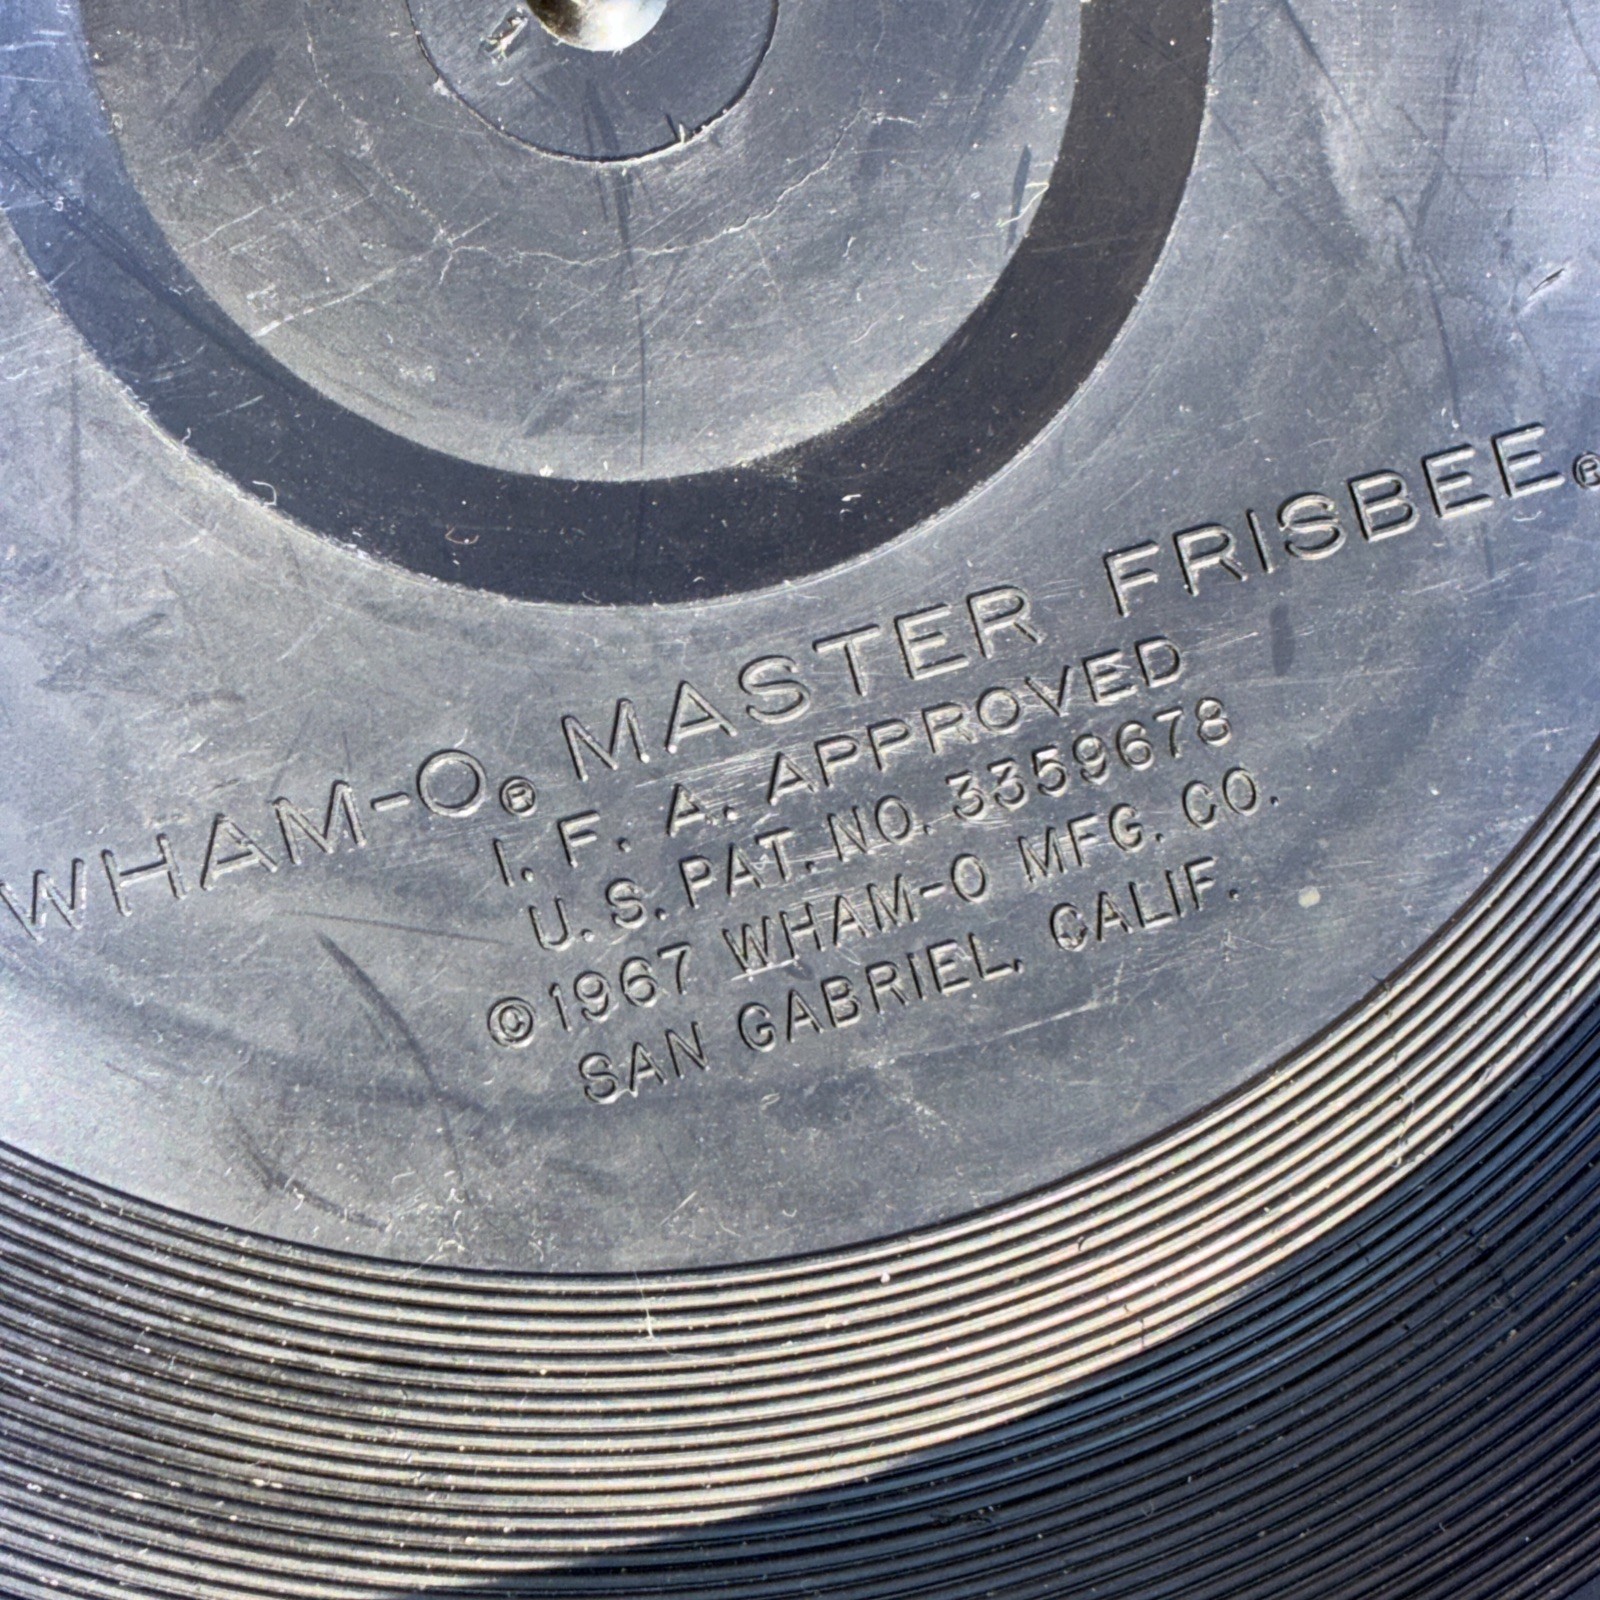 WHAM-O® MASTER FRISBEE®
I. F. A. APPROVED
U.S. PAT. NO. 3359678
©1967 WHAM-O MFG. CO.
SAN GABRIEL, CALIF.